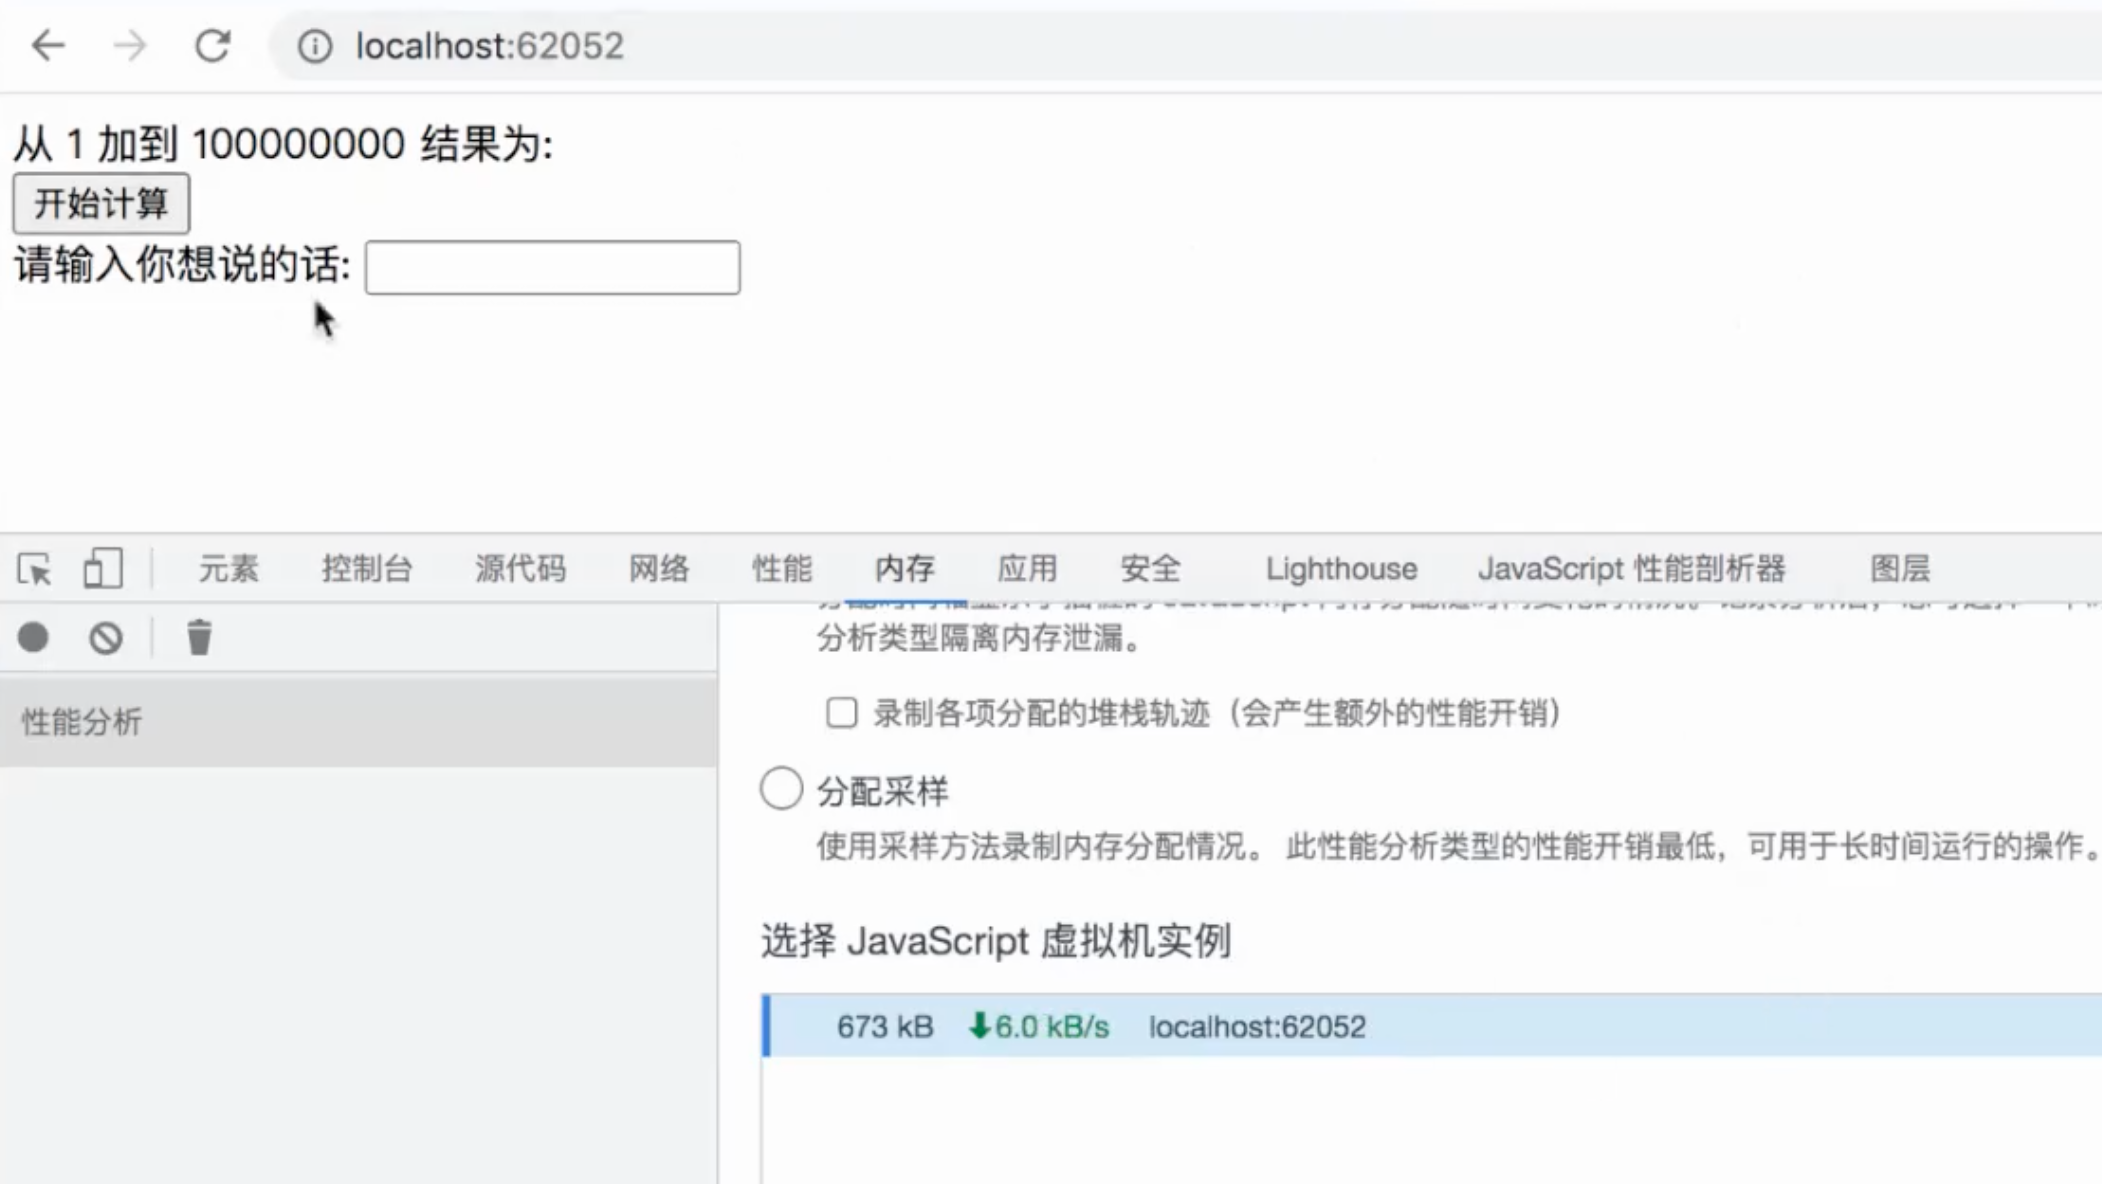 localhost:62052
从 1 加到 100000000 结果为:
开始计算
请输入你想说的话:
元素 控制台 源代码 网络 性能 内存 应用 安全 Lighthouse JavaScript 性能剖析器 图层
分析类型隔离内存泄漏。
性能分析
录制各项分配的堆栈轨迹（会产生额外的性能开销）
分配采样
使用采样方法录制内存分配情况。 此性能分析类型的性能开销最低，可用于长时间运行的操作。
选择 JavaScript 虚拟机实例
673 kB 6.0 kB/s localhost:62052